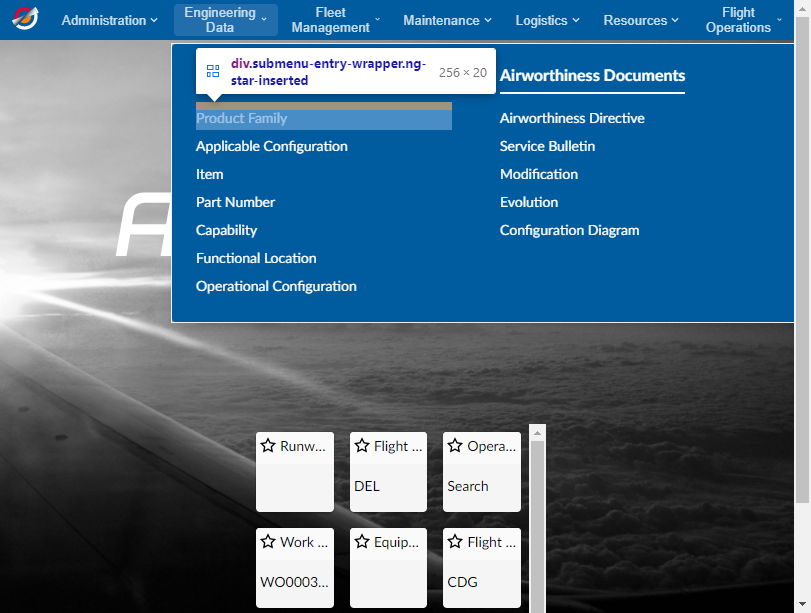 Administration
Engineering
Data
Fleet
Management
Maintenance
Logistics
Resources
Flight
Operations
div.submenu-entry-wrapper.ng-
star-inserted
256 × 20
Airworthiness Documents
Product Family
Applicable Configuration
Item
Part Number
Capability
Functional Location
Operational Configuration
Airworthiness Directive
Service Bulletin
Modification
Evolution
Configuration Diagram
A
Runw...
Flight ...
DEL
Opera...
Search
Work ...
WO0003...
Equip...
Flight ...
CDG